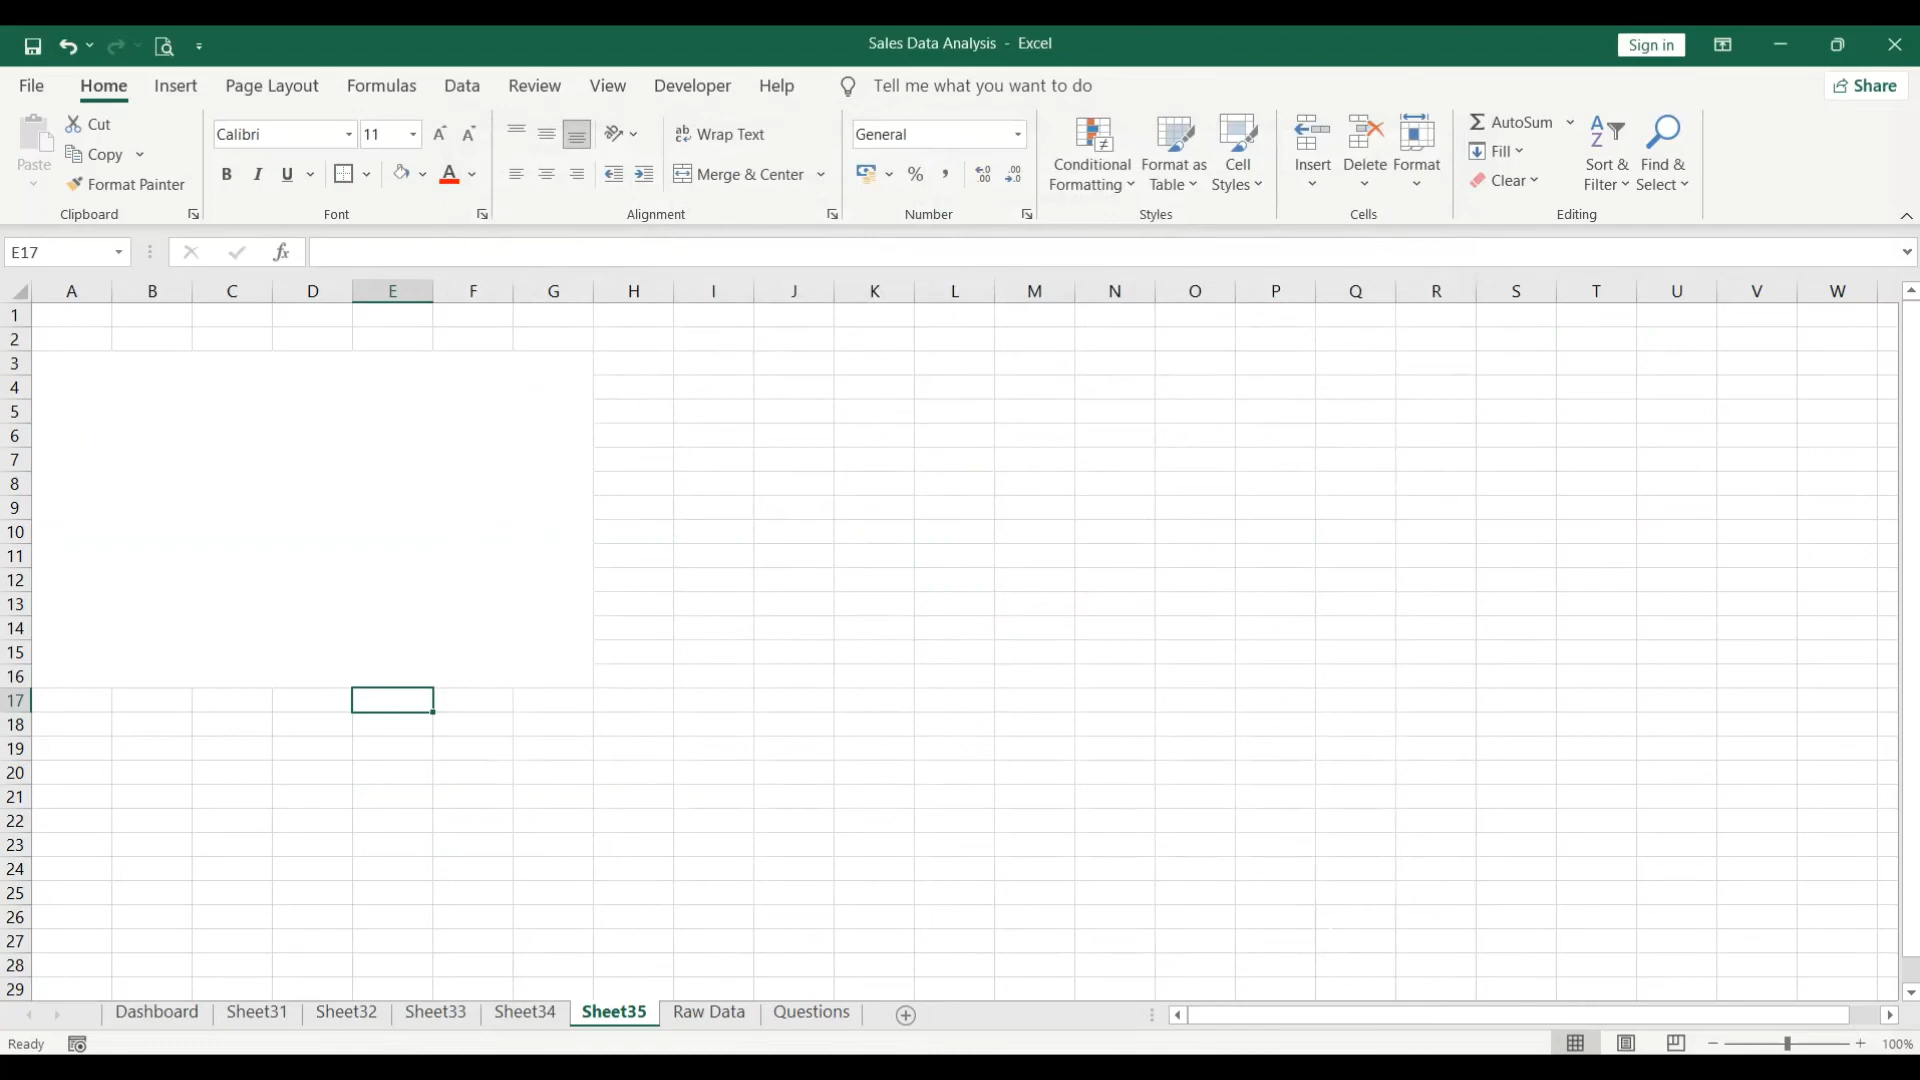 Sales Data Analysis - Excel
Sign in
File Home Insert Page Layout Formulas Data Review View Developer Help Tell me what you want to do Share
Paste
Cut
Copy
Format Painter
Clipboard
Calibri 11
B I U A
Font
Wrap Text
Merge & Center
Alignment
General
% ,
Number
Conditional Formatting
Format as Table
Cell Styles
Styles
Insert Delete Format
Cells
AutoSum
Fill
Clear
Sort & Filter
Find & Select
Editing
E17 fx
A B C D E F G H I J K L M N O P Q R S T U V W
1
2
3
4
5
6
7
8
9
10
11
12
13
14
15
16
17
18
19
20
21
22
23
24
25
26
27
28
29
Dashboard Sheet31 Sheet32 Sheet33 Sheet34 Sheet35 Raw Data Questions
Ready 100%